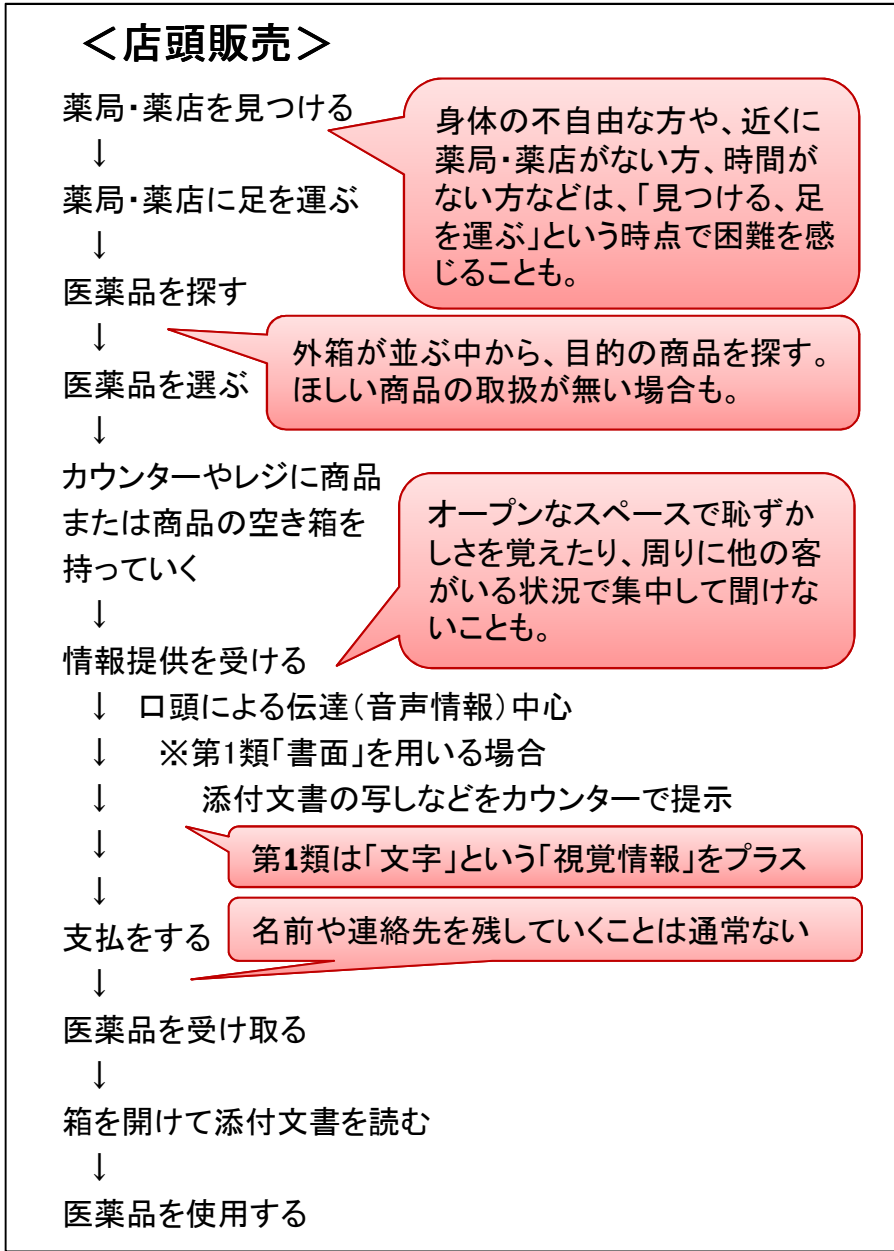 ＜店頭販売＞
薬局・薬店を見つける
身体の不自由な方や、近くに
薬局・薬店がない方、時間が
ない方などは、「見つける、足
を運ぶ」という時点で困難を感
じることも。
↓
薬局・薬店に足を運ぶ
↓
医薬品を探す
↓
外箱が並ぶ中から、目的の商品を探す。
ほしい商品の取扱が無い場合も。
医薬品を選ぶ
↓
カウンターやレジに商品
または商品の空き箱を
持っていく
オープンなスペースで恥ずか
しさを覚えたり、周りに他の客
がいる状況で集中して聞けな
いことも。
↓
情報提供を受ける
↓ 口頭による伝達（音声情報）中心
↓ ※第1類「書面」を用いる場合
↓ 添付文書の写しなどをカウンターで提示
↓
第1類は「文字」という「視覚情報」をプラス
↓
支払をする
名前や連絡先を残していくことは通常ない
↓
医薬品を受け取る
↓
箱を開けて添付文書を読む
↓
医薬品を使用する